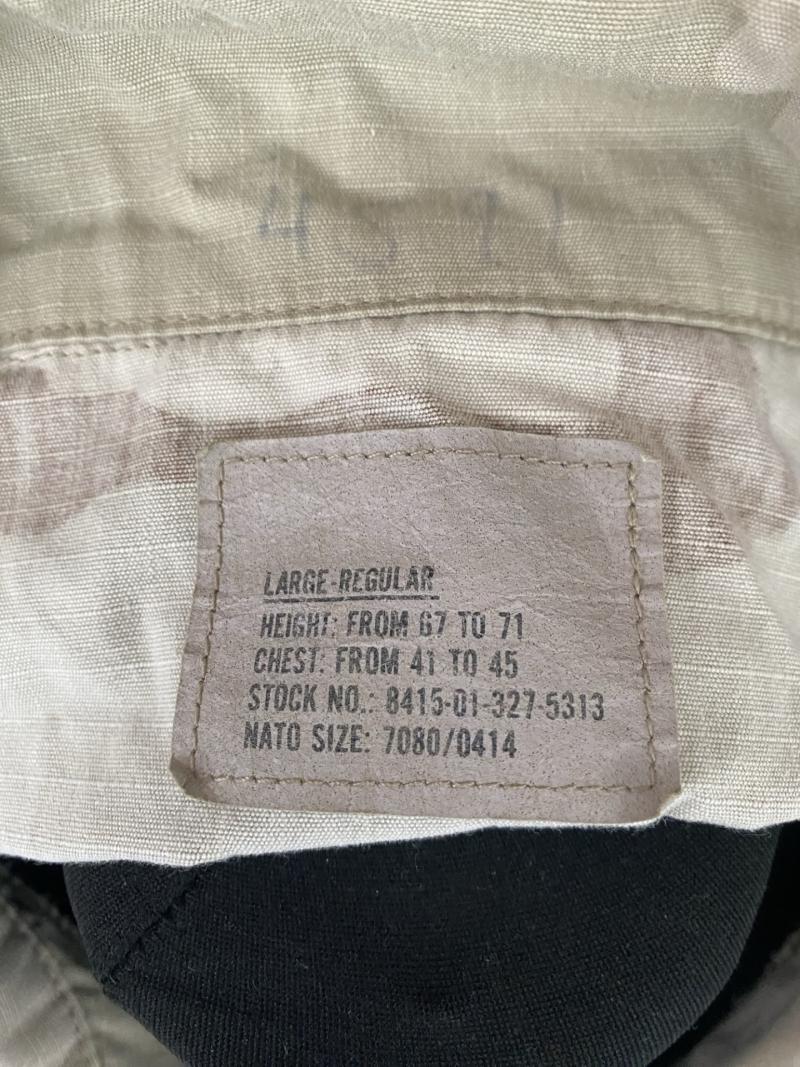 LARGE-REGULAR
HEIGHT: FROM 67 TO 71
CHEST: FROM 41 TO 45
STOCK NO.: 8415-01-327-5313
NATO SIZE: 7080/0414